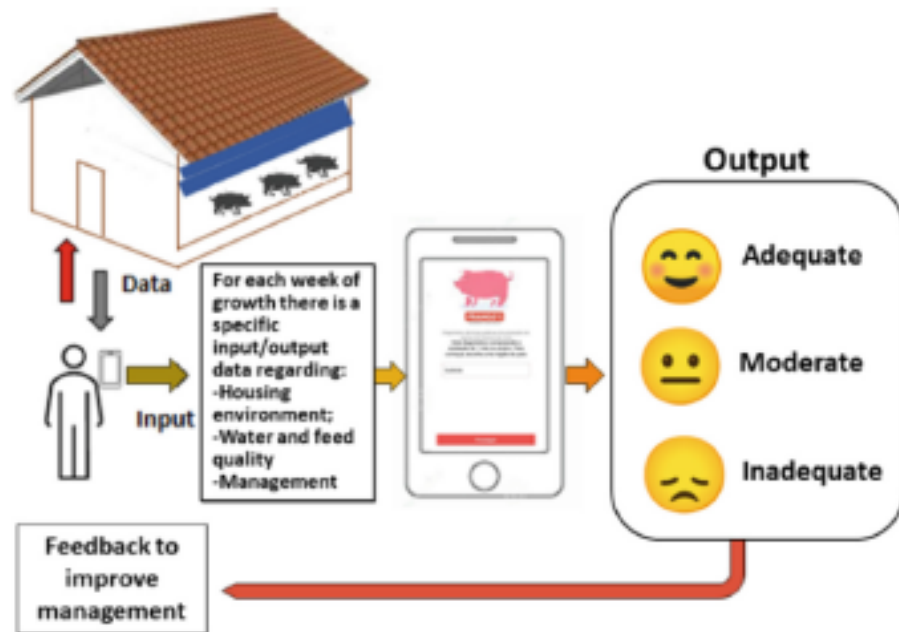 Output
Adequate
Moderate
Inadequate
Data
Input
For each week of
growth there is a
specific
input/output
data regarding:
-Housing
environment;
-Water and feed
quality
-Management
Feedback to
improve
management